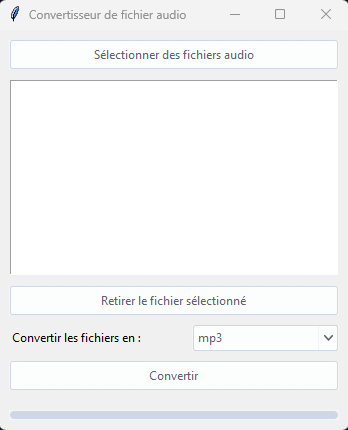 Convertisseur de fichier audio
Sélectionner des fichiers audio
Retirer le fichier sélectionné
Convertir les fichiers en :
mp3
Convertir